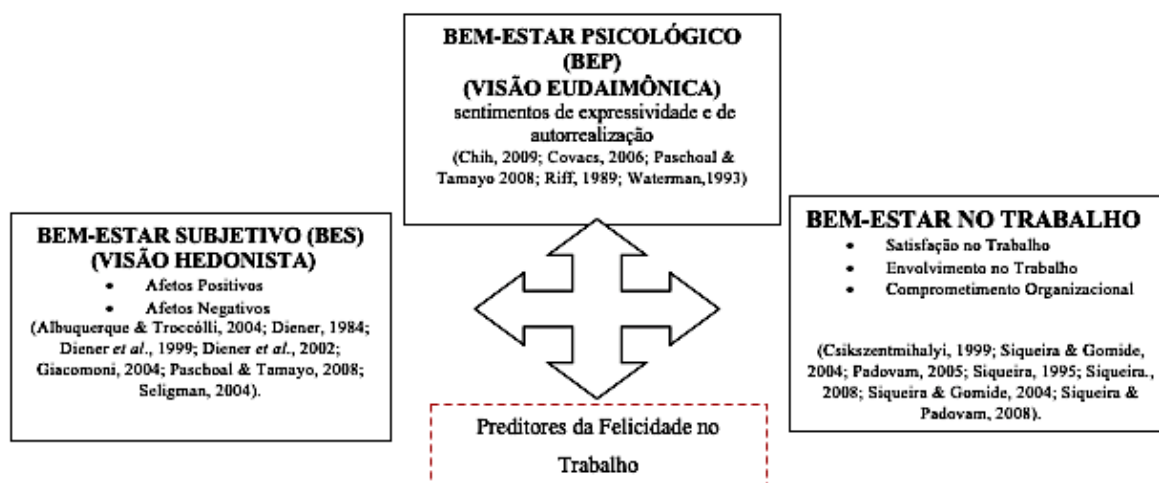 BEM-ESTAR PSICOLÓGICO
(BEP)
(VISÃO EUDAIMÔNICA)
sentimentos de expressividade e de
autorrealização
(Chih, 2009; Covacs, 2006; Paschoal &
Tamayo 2008; Riff, 1989; Waterman,1993)
BEM-ESTAR SUBJETIVO (BES)
(VISÃO HEDONISTA)
• Afetos Positivos
• Afetos Negativos
(Albuquerque & Troccólli, 2004; Diener, 1984;
Diener et al., 1999; Diener et al., 2002;
Giacomoni, 2004; Paschoal & Tamayo, 2008;
Seligman, 2004).
BEM-ESTAR NO TRABALHO
• Satisfação no Trabalho
• Envolvimento no Trabalho
• Comprometimento Organizacional
(Csikszentmihalyi, 1999; Siqueira & Gomide,
2004; Padovam, 2005; Siqueira, 1995; Siqueira.,
2008; Siqueira & Gomide, 2004; Siqueira &
Padovam, 2008).
Preditores da Felicidade no
Trabalho